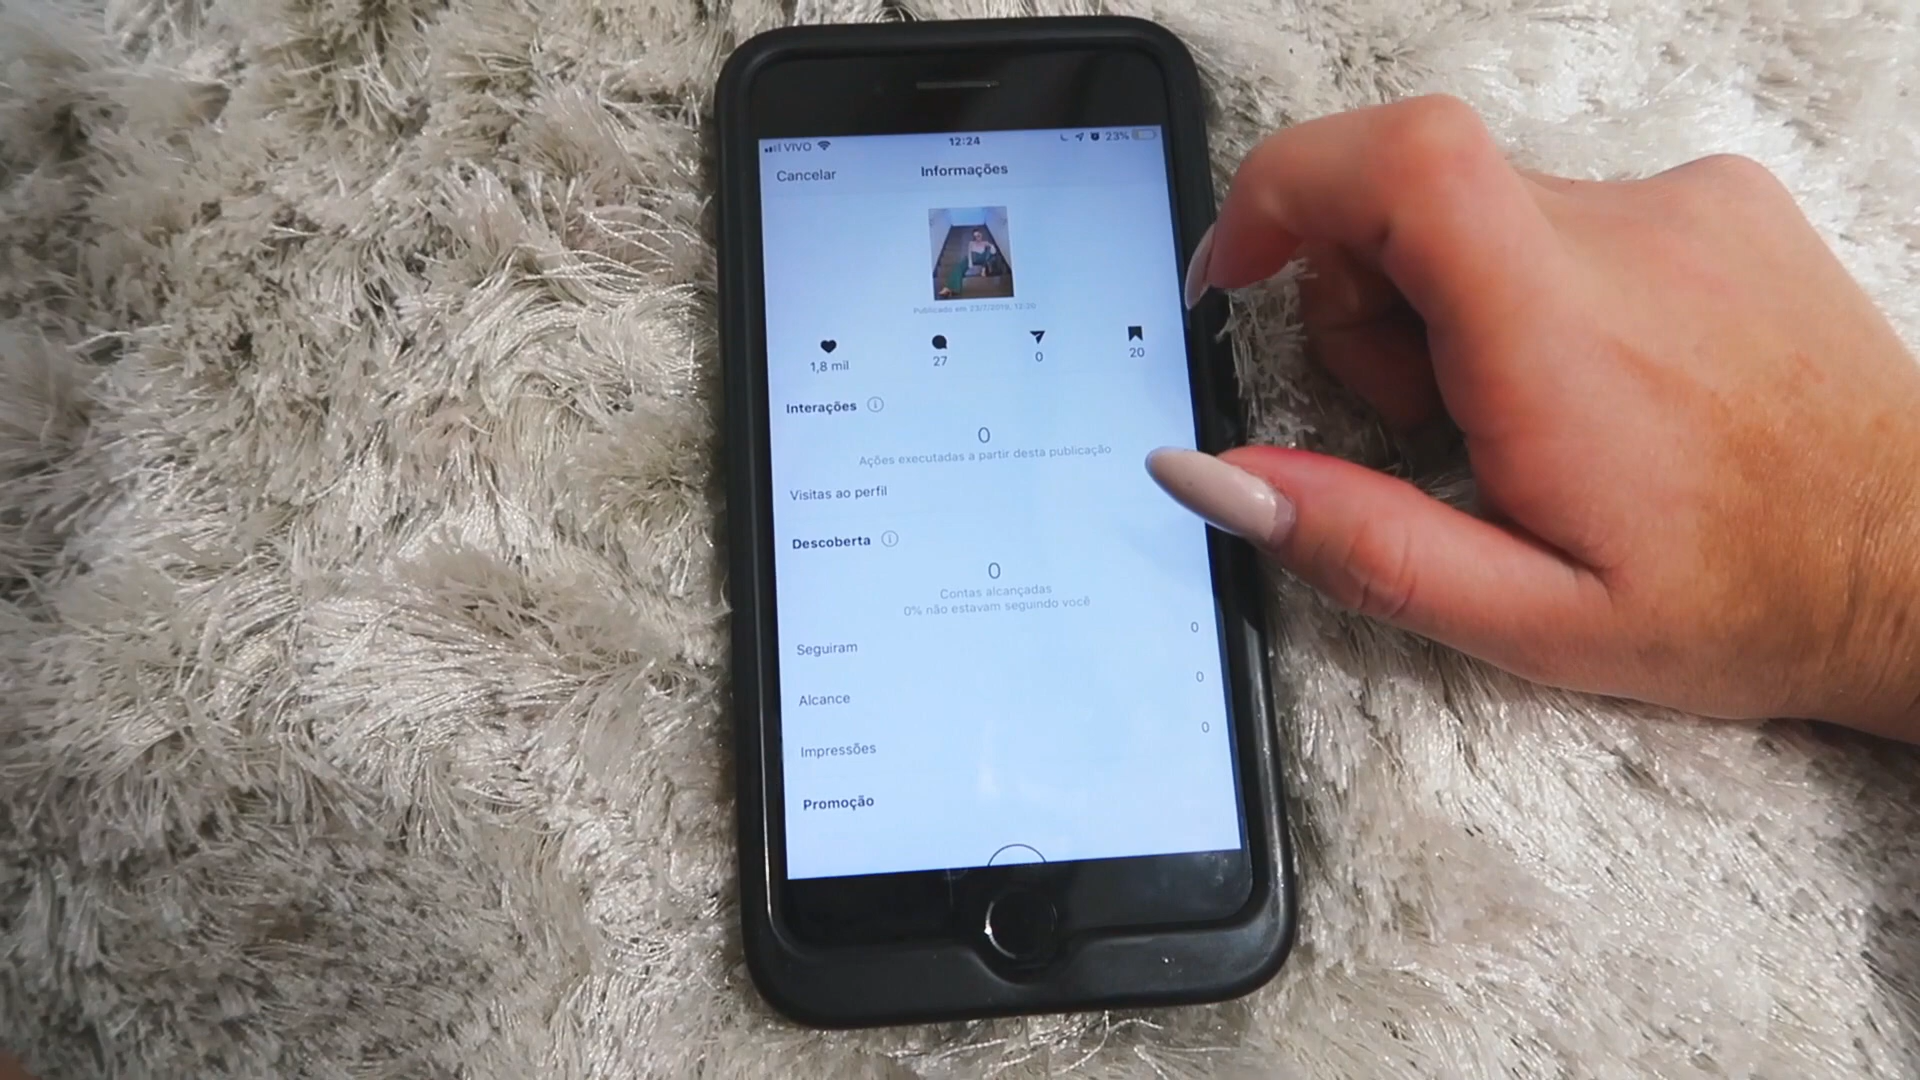 VIVO 12:24 23%
Cancelar Informações
Publicado em 23/7/2019, 12:20
1,8 mil 27 0 20
Interações
0
Ações executadas a partir desta publicação
Visitas ao perfil
Descoberta
0
Contas alcançadas
0% não estavam seguindo você
Seguiram 0
Alcance 0
Impressões 0
Promoção